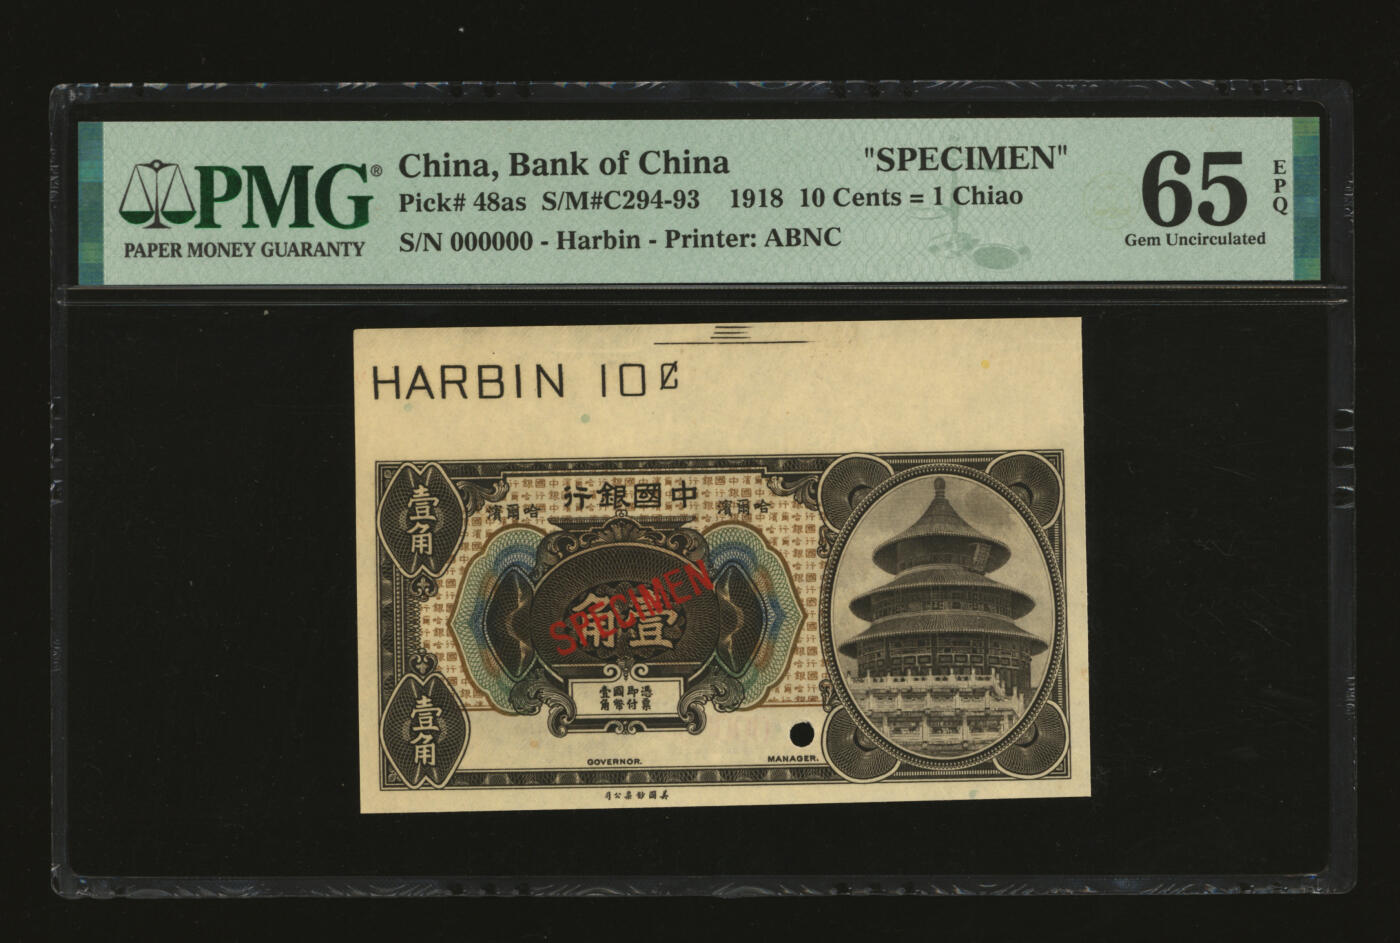 PMG®
PAPER MONEY GUARANTY
China, Bank of China
"SPECIMEN"
Pick# 48as S/M#C294-93 1918 10 Cents = 1 Chiao
S/N 000000 - Harbin - Printer: ABNC
65
EPQ
Gem Uncirculated
HARBIN 10¢
行銀國中
濱爾哈
濱爾哈
壹角
角壹
SPECIMEN
憑票即付國幣壹角
壹角
GOVERNOR.
MANAGER.
司公票鈔國美